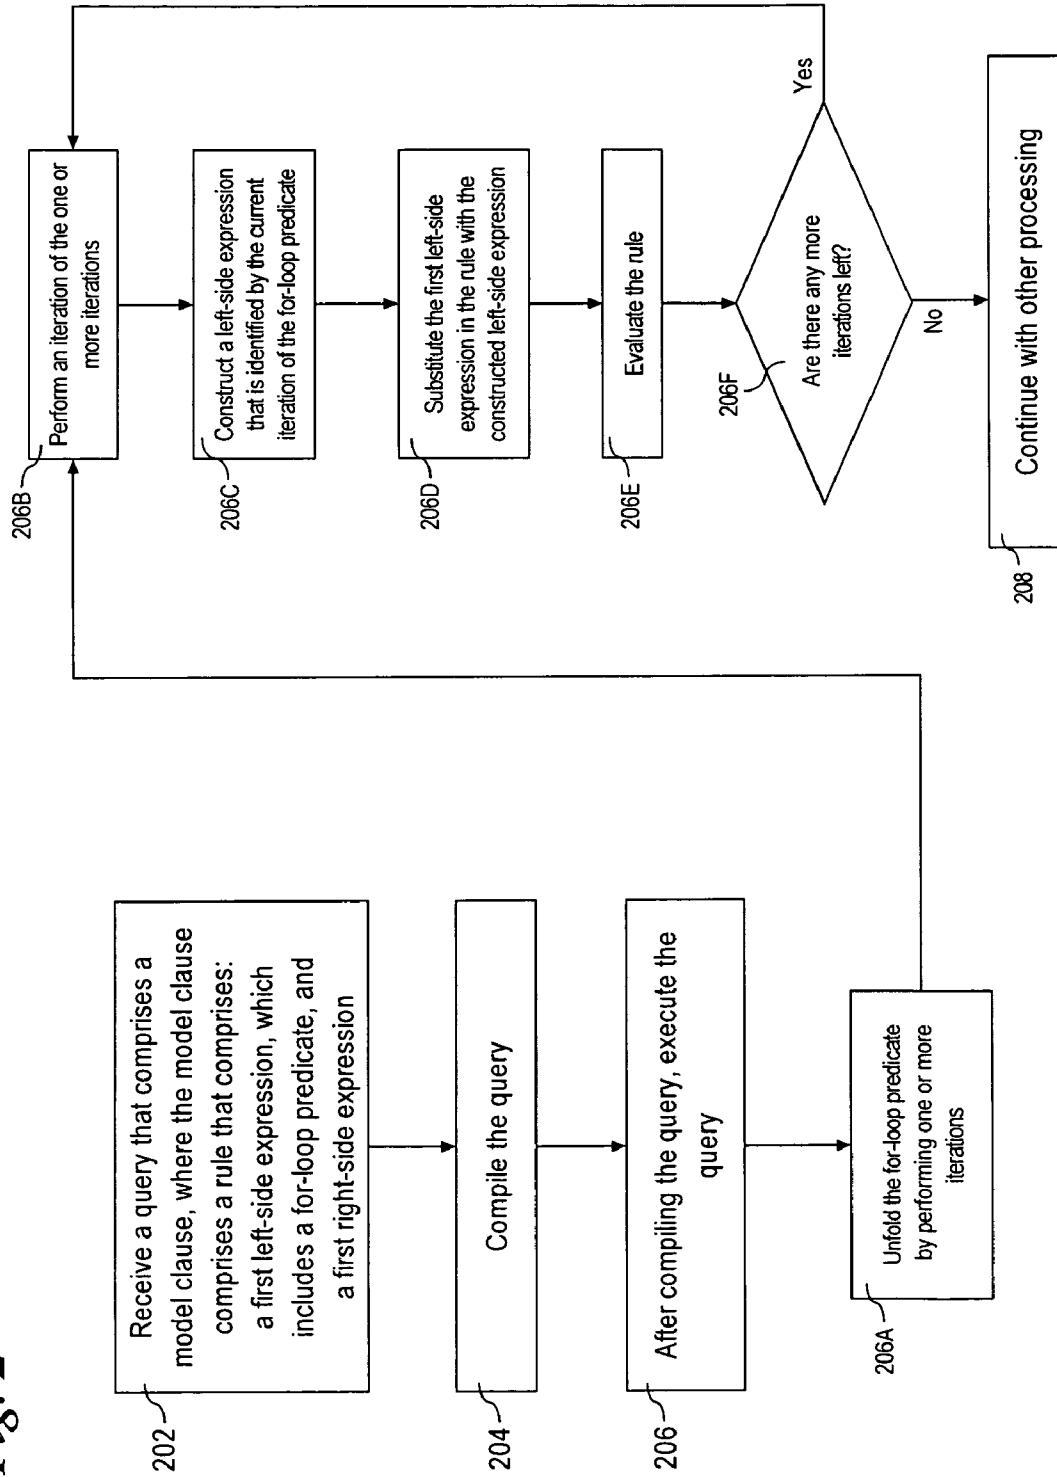 Receive a query that comprises a
model clause, where the model clause
comprises a rule that comprises:
a first left-side expression, which
includes a for-loop predicate, and
a first right-side expression
202
Compile the query
204
After compiling the query, execute the
query
206
Unfold the for-loop predicate
by performing one or more
iterations
206A
206B
Perform an iteration of the one or
more iterations
Construct a left-side expression
that is identified by the current
iteration of the for-loop predicate
206C
Substitute the first left-side
expression in the rule with the
constructed left-side expression
206D
Evaluate the rule
206E
206F
Are there any more
iterations left?
Yes
No
Continue with other processing
208